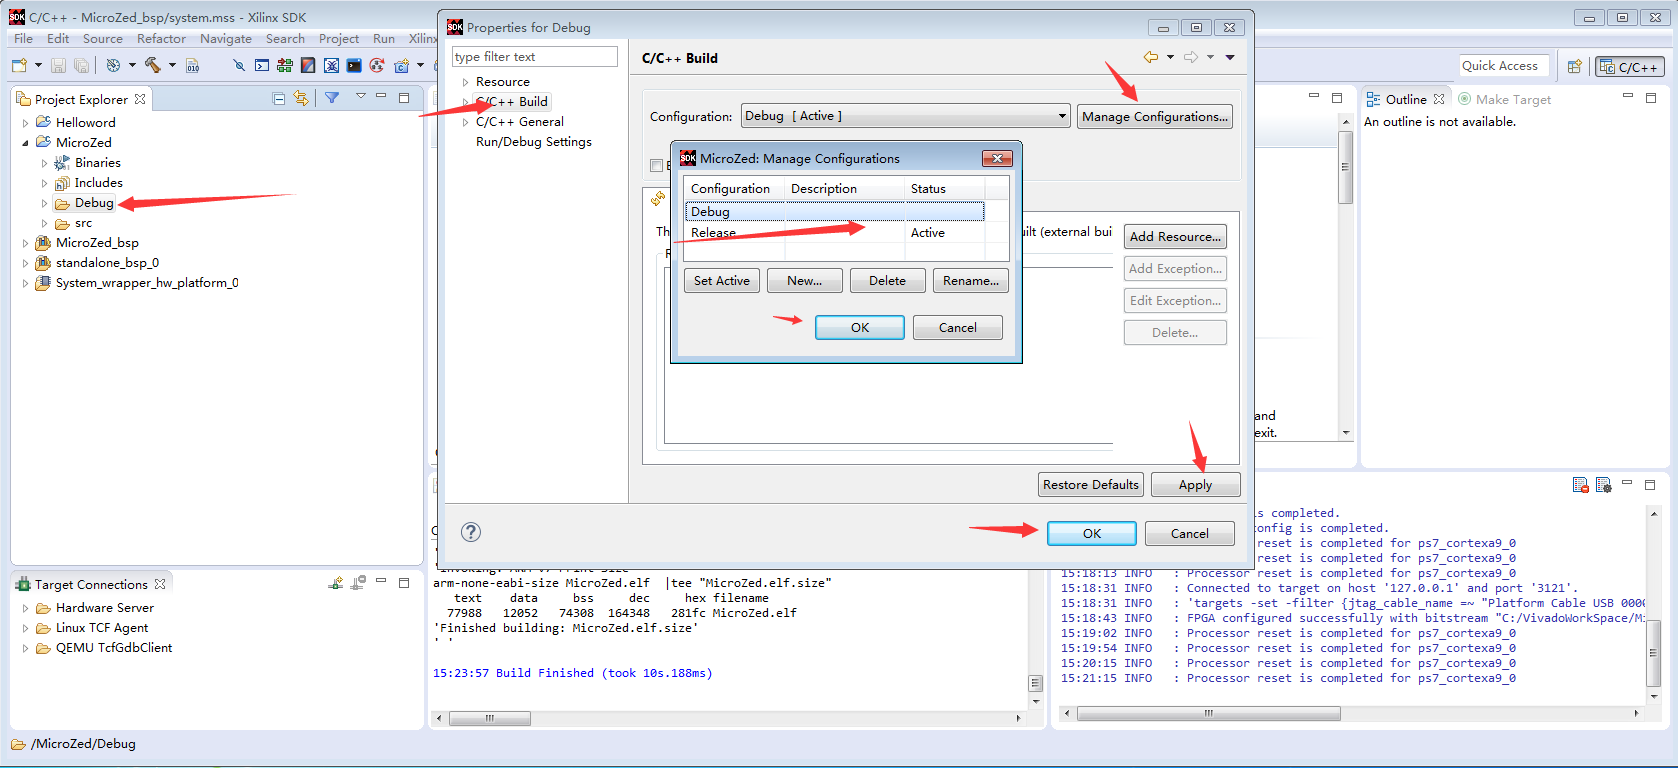 C/C++ - MicroZed_bsp/system.mss - Xilinx SDK
File Edit Source Refactor Navigate Search Project Run Xilinx
Quick Access
C/C++
Project Explorer
Helloword
MicroZed
Binaries
Includes
Debug
src
MicroZed_bsp
standalone_bsp_0
System_wrapper_hw_platform_0
Target Connections
Hardware Server
Linux TCF Agent
QEMU TcfGdbClient
/MicroZed/Debug
Properties for Debug
type filter text
Resource
C/C++ Build
C/C++ General
Run/Debug Settings
C/C++ Build
Configuration:
Debug [ Active ]
Manage Configurations...
MicroZed: Manage Configurations
Configuration Description Status
Debug
Release Active
Set Active New... Delete Rename...
OK Cancel
uilt (external bui
Add Resource...
Add Exception...
Edit Exception...
Delete...
Restore Defaults Apply
OK Cancel
and
exit.
Outline
Make Target
An outline is not available.
arm-none-eabi-size MicroZed.elf |tee "MicroZed.elf.size"
text data bss dec hex filename
77988 12052 74308 164348 281fc MicroZed.elf
'Finished building: MicroZed.elf.size'
' '
15:23:57 Build Finished (took 10s.188ms)
s completed.
onfig is completed.
reset is completed for ps7_cortexa9_0
reset is completed for ps7_cortexa9_0
15:18:13 INFO : Processor reset is completed for ps7_cortexa9_0
15:18:31 INFO : Connected to target on host '127.0.0.1' and port '3121'.
15:18:31 INFO : 'targets -set -filter {jtag_cable_name =~ "Platform Cable USB 0000
15:18:43 INFO : FPGA configured successfully with bitstream "C:/VivadoWorkSpace/Mi
15:19:02 INFO : Processor reset is completed for ps7_cortexa9_0
15:19:54 INFO : Processor reset is completed for ps7_cortexa9_0
15:20:15 INFO : Processor reset is completed for ps7_cortexa9_0
15:21:15 INFO : Processor reset is completed for ps7_cortexa9_0